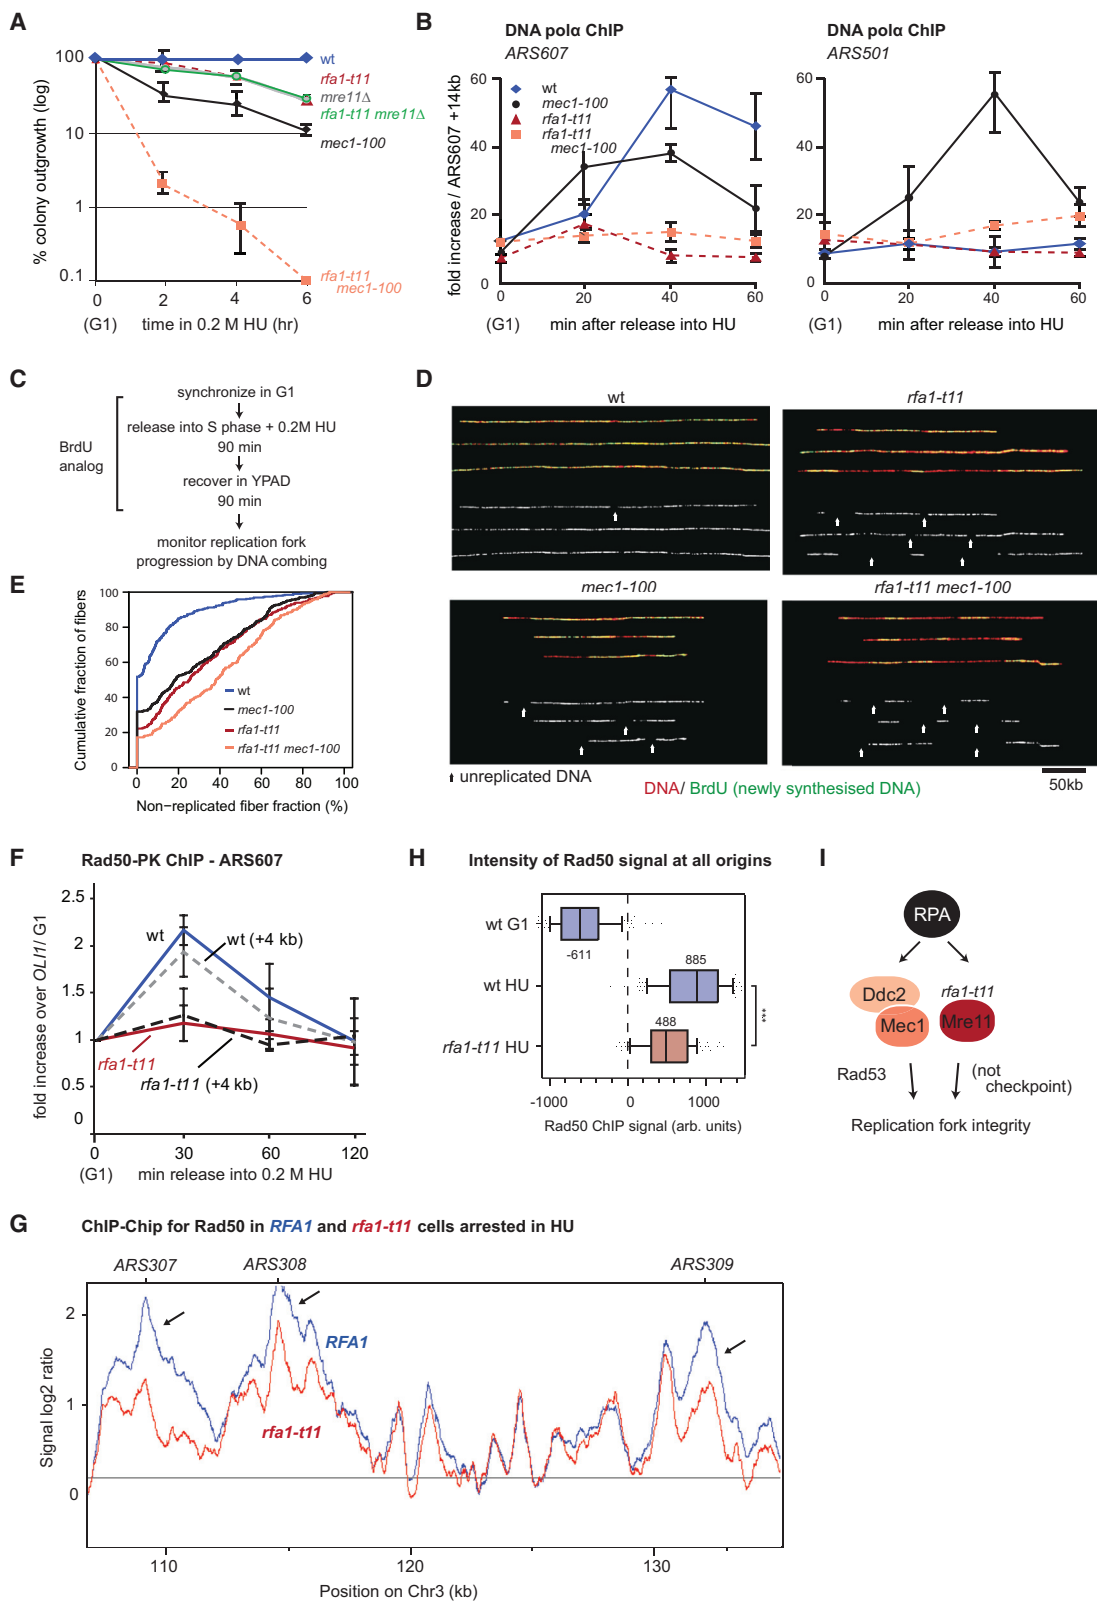 A
% colony outgrowth (log)
100
10
1
0.1
wt
rfa1-t11
mre11Δ
rfa1-t11 mre11Δ
mec1-100
rfa1-t11
mec1-100
0
2
4
6
(G1)
time in 0.2 M HU (hr)
B
DNA polα ChIP
ARS607
fold increase / ARS607 +14kb
60
40
20
0
wt
mec1-100
rfa1-t11
rfa1-t11
mec1-100
0
20
40
60
(G1)
min after release into HU
DNA polα ChIP
ARS501
60
40
20
0
0
20
40
60
(G1)
min after release into HU
C
BrdU
analog
synchronize in G1
release into S phase + 0.2M HU
90 min
recover in YPAD
90 min
monitor replication fork
progression by DNA combing
D
wt
rfa1-t11
mec1-100
rfa1-t11 mec1-100
unreplicated DNA
DNA/ BrdU (newly synthesised DNA)
50kb
E
Cumulative fraction of fibers
100
80
60
40
20
0
wt
mec1-100
rfa1-t11
rfa1-t11 mec1-100
0
20
40
60
80
100
Non−replicated fiber fraction (%)
F
Rad50-PK ChIP - ARS607
fold increase over OLI1/ G1
2.5
2
1.5
1
0.5
0
wt
wt (+4 kb)
rfa1-t11
rfa1-t11 (+4 kb)
0
30
60
120
(G1)
min release into 0.2 M HU
H
Intensity of Rad50 signal at all origins
wt G1
-611
wt HU
885
rfa1-t11 HU
488
***
-1000
0
1000
Rad50 ChIP signal (arb. units)
I
RPA
Ddc2
Mec1
rfa1-t11
Mre11
Rad53
(not
checkpoint)
Replication fork integrity
G
ChIP-Chip for Rad50 in RFA1 and rfa1-t11 cells arrested in HU
ARS307
ARS308
ARS309
Signal log2 ratio
2
1
0
RFA1
rfa1-t11
110
120
130
Position on Chr3 (kb)